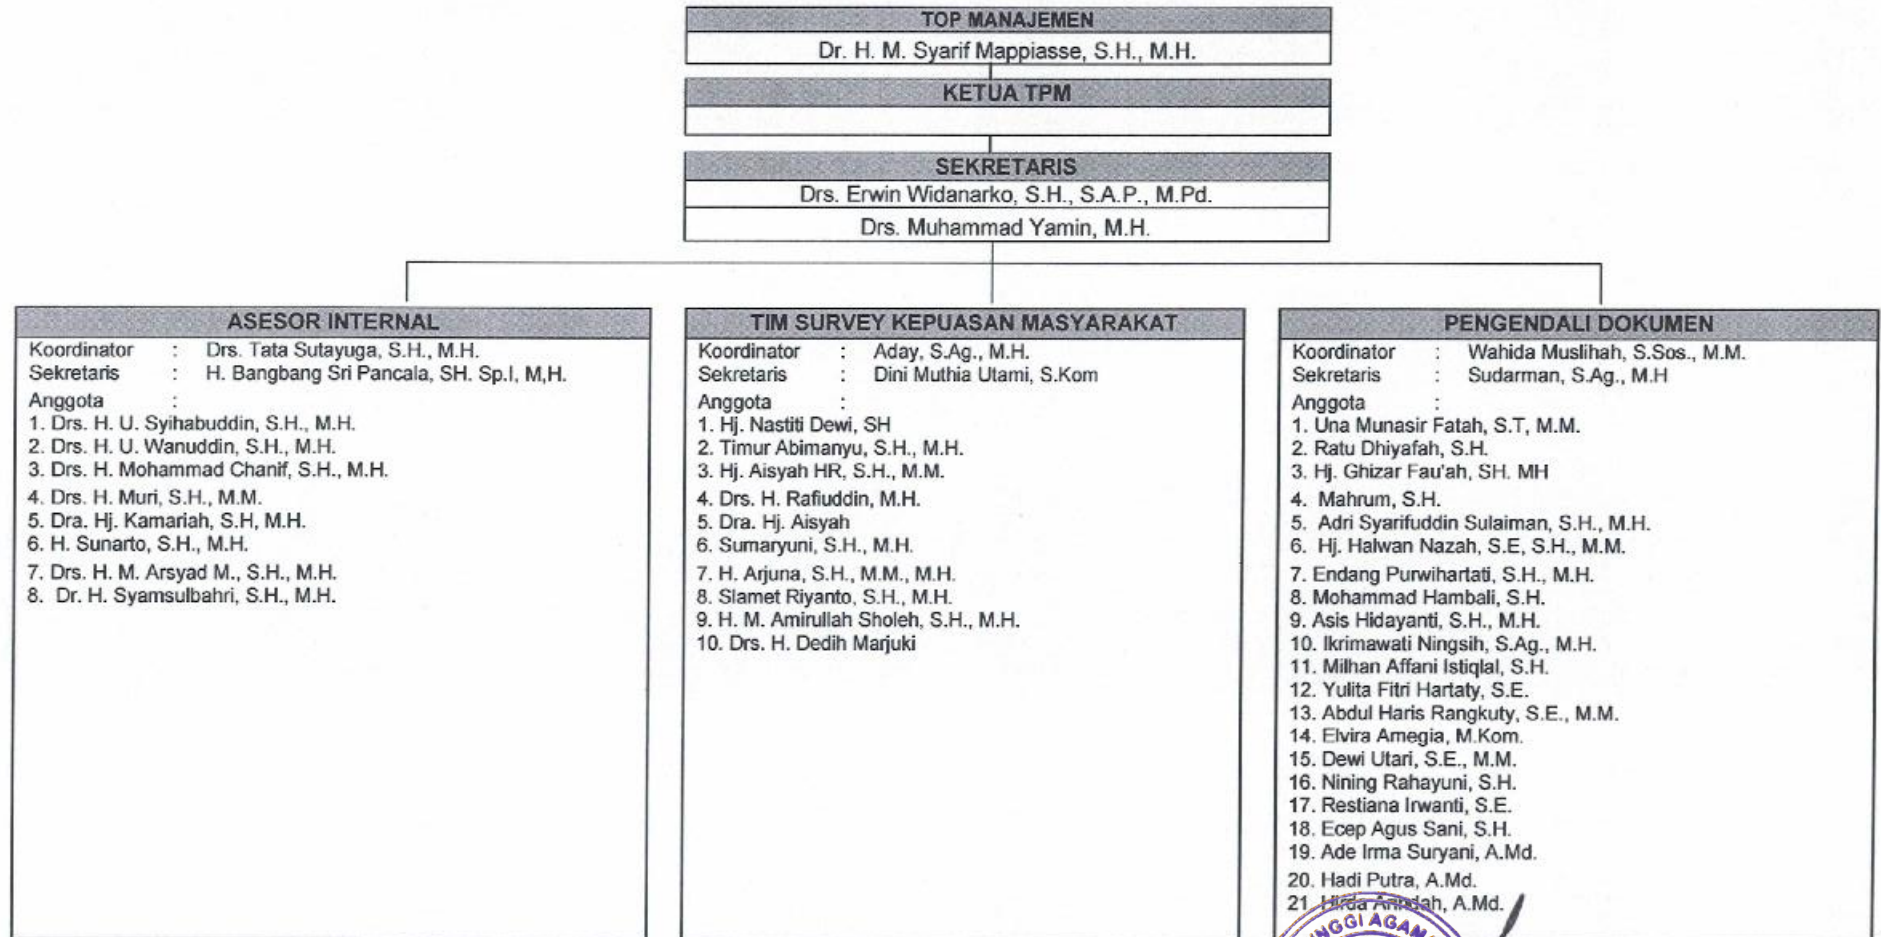 TOP MANAJEMEN
Dr. H. M. Syarif Mappiasse, S.H., M.H.
KETUA TPM
SEKRETARIS
Drs. Erwin Widanarko, S.H., S.A.P., M.Pd.
Drs. Muhammad Yamin, M.H.
ASESOR INTERNAL
Koordinator : Drs. Tata Sutayuga, S.H., M.H.
Sekretaris : H. Bangbang Sri Pancala, SH. Sp.I, M,H.
Anggota :
1. Drs. H. U. Syihabuddin, S.H., M.H.
2. Drs. H. U. Wanuddin, S.H., M.H.
3. Drs. H. Mohammad Chanif, S.H., M.H.
4. Drs. H. Muri, S.H., M.M.
5. Dra. Hj. Kamariah, S.H, M.H.
6. H. Sunarto, S.H., M.H.
7. Drs. H. M. Arsyad M., S.H., M.H.
8. Dr. H. Syamsulbahri, S.H., M.H.
TIM SURVEY KEPUASAN MASYARAKAT
Koordinator : Aday, S.Ag., M.H.
Sekretaris : Dini Muthia Utami, S.Kom
Anggota :
1. Hj. Nastiti Dewi, SH
2. Timur Abimanyu, S.H., M.H.
3. Hj. Aisyah HR, S.H., M.M.
4. Drs. H. Rafiuddin, M.H.
5. Dra. Hj. Aisyah
6. Sumaryuni, S.H., M.H.
7. H. Arjuna, S.H., M.M., M.H.
8. Slamet Riyanto, S.H., M.H.
9. H. M. Amirullah Sholeh, S.H., M.H.
10. Drs. H. Dedih Marjuki
PENGENDALI DOKUMEN
Koordinator : Wahida Muslihah, S.Sos., M.M.
Sekretaris : Sudarman, S.Ag., M.H
Anggota :
1. Una Munasir Fatah, S.T, M.M.
2. Ratu Dhiyafah, S.H.
3. Hj. Ghizar Fau'ah, SH. MH
4. Mahrum, S.H.
5. Adri Syarifuddin Sulaiman, S.H., M.H.
6. Hj. Halwan Nazah, S.E, S.H., M.M.
7. Endang Purwihartati, S.H., M.H.
8. Mohammad Hambali, S.H.
9. Asis Hidayanti, S.H., M.H.
10. Ikrimawati Ningsih, S.Ag., M.H.
11. Milhan Affani Istiqlal, S.H.
12. Yulita Fitri Hartaty, S.E.
13. Abdul Haris Rangkuty, S.E., M.M.
14. Elvira Amegia, M.Kom.
15. Dewi Utari, S.E., M.M.
16. Nining Rahayuni, S.H.
17. Restiana Irwanti, S.E.
18. Ecep Agus Sani, S.H.
19. Ade Irma Suryani, A.Md.
20. Hadi Putra, A.Md.
21. A.Md.